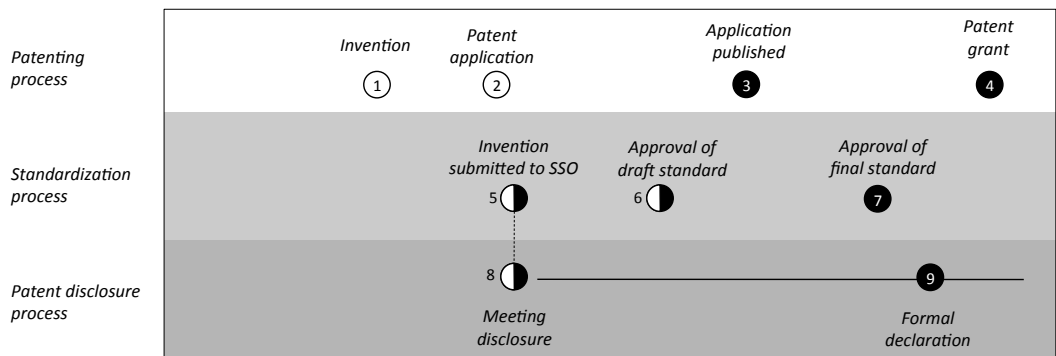 Patenting
process
Invention
Patent
application
Application
published
Patent
grant
1
2
3
4
Standardization
process
Invention
submitted to SSO
Approval of
draft standard
Approval of
final standard
5
6
7
Patent disclosure
process
8
9
Meeting
disclosure
Formal
declaration